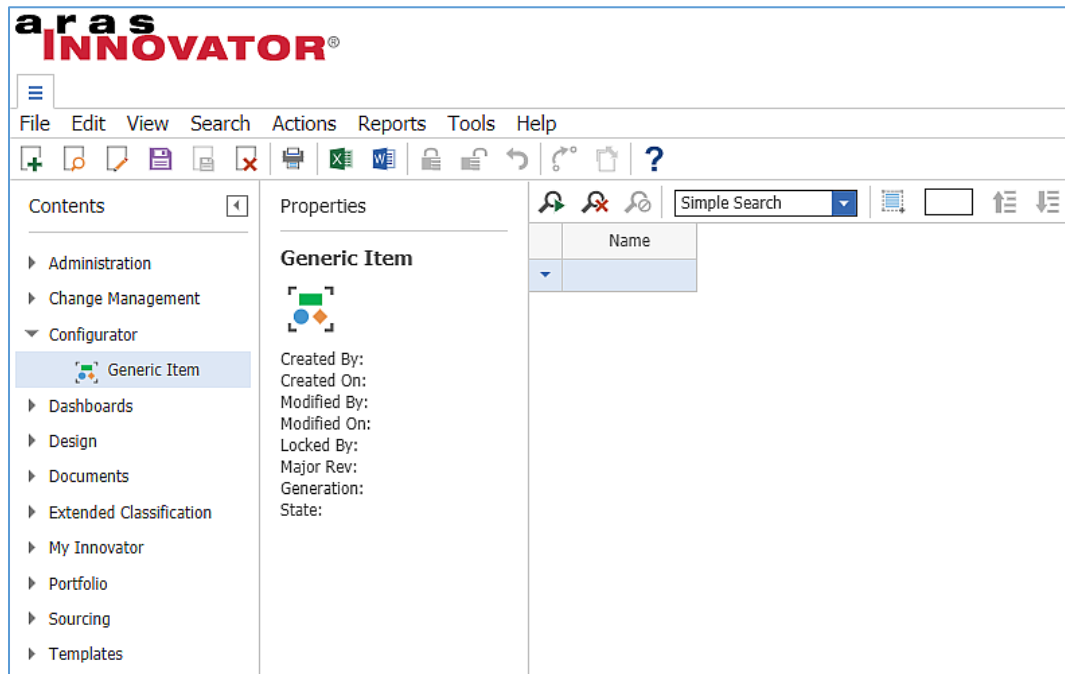 aras
INNOVATOR®
File Edit View Search Actions Reports Tools Help
?
Contents
Administration
Change Management
Configurator
Generic Item
Dashboards
Design
Documents
Extended Classification
My Innovator
Portfolio
Sourcing
Templates
Properties
Generic Item
Created By:
Created On:
Modified By:
Modified On:
Locked By:
Major Rev:
Generation:
State:
Simple Search
Name